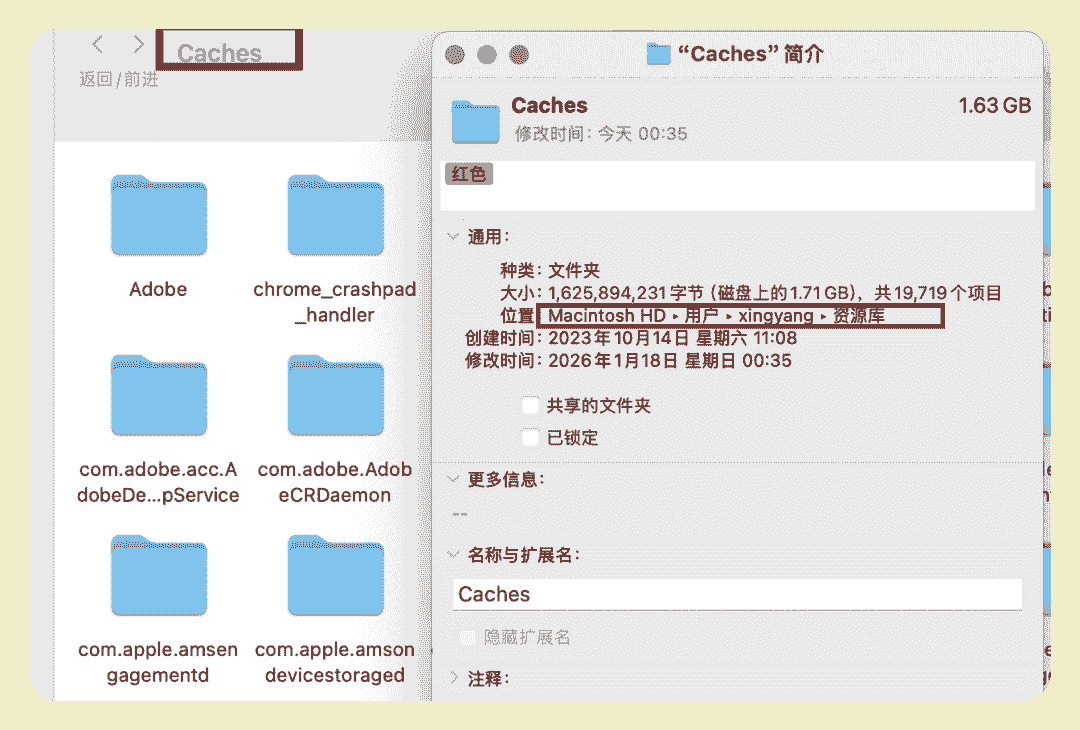 Caches
返回/前进
Adobe
chrome_crashpad
_handler
com.adobe.acc.A
dobeDe...pService
com.adobe.Adob
eCRDaemon
com.apple.amsen
gagementd
com.apple.amson
devicestoraged
“Caches”简介
Caches
1.63 GB
修改时间：今天 00:35
红色
通用：
种类：文件夹
大小：1,625,894,231 字节（磁盘上的1.71 GB），共19,719个项目
位置 Macintosh HD ▸ 用户 ▸ xingyang ▸ 资源库
创建时间：2023年10月14日 星期六 11:08
修改时间：2026年1月18日 星期日 00:35
共享的文件夹
已锁定
更多信息：
--
名称与扩展名：
Caches
隐藏扩展名
注释：